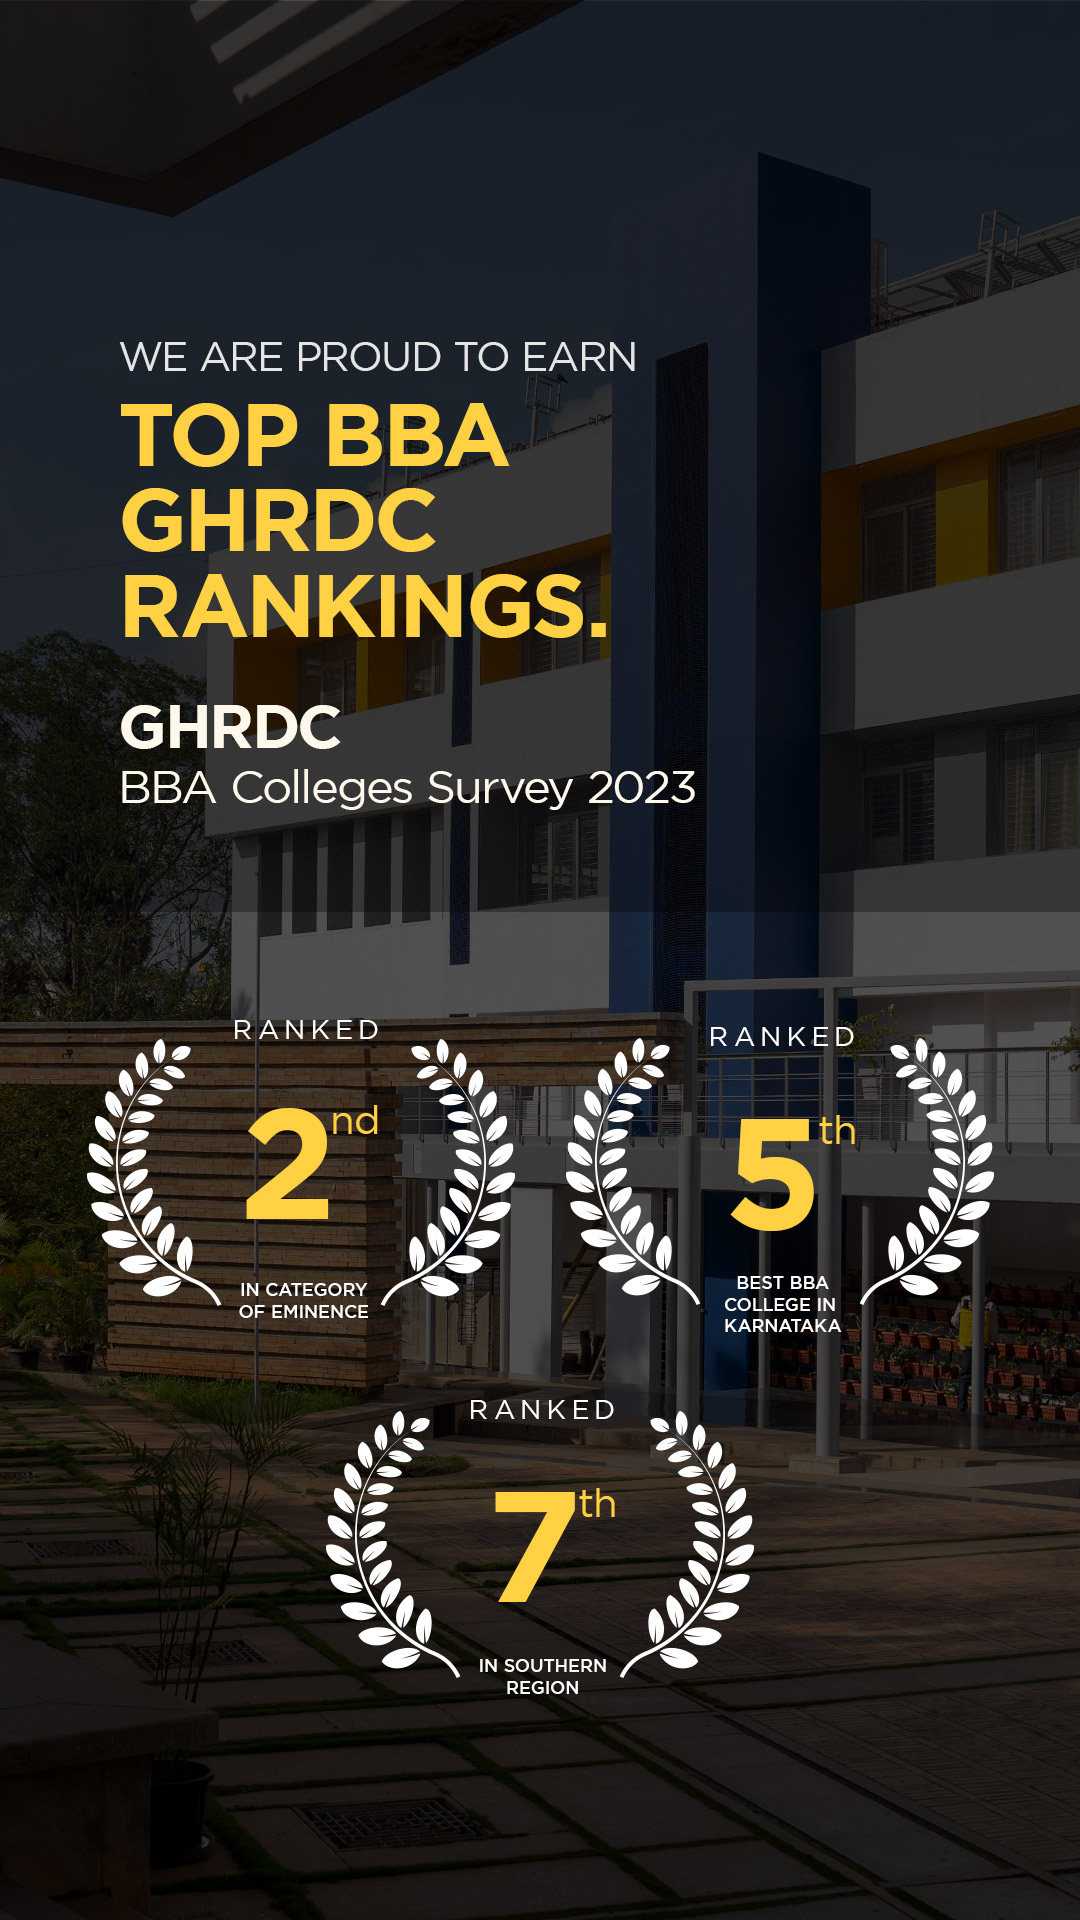 WE ARE PROUD TO EARN
TOP BBA
GHRDC
RANKINGS.
GHRDC
BBA Colleges Survey 2023
RANKED
2nd
IN CATEGORY
OF EMINENCE
RANKED
5th
BEST BBA
COLLEGE IN
KARNATAKA
RANKED
7th
IN SOUTHERN
REGION